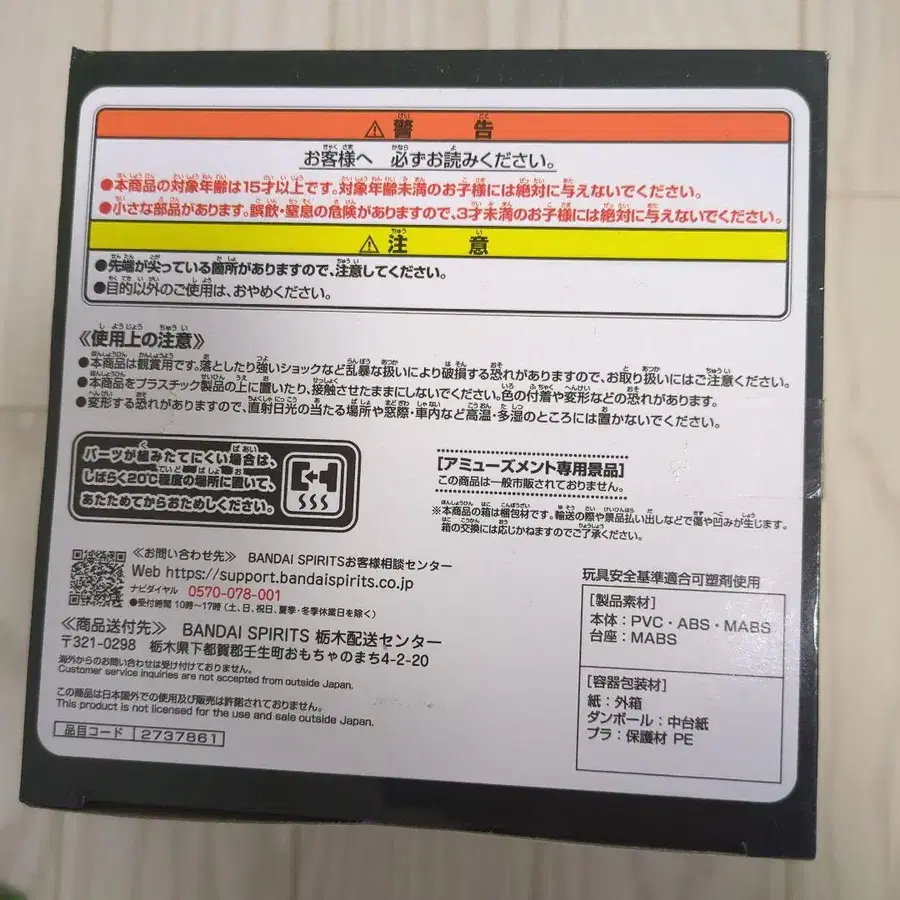 ⚠警告
お客様へ 必ずお読みください。
●本商品の対象年齢は15才以上です。対象年齢未満のお子様には絶対に与えないでください。
●小さな部品があります。誤飲・窒息の危険がありますので、3才未満のお子様には絶対に与えないでください。
⚠注意
●先端が尖っている箇所がありますので、注意してください。
●目的以外のご使用は、おやめください。
《使用上の注意》
●本商品は観賞用です。落としたり強いショックなど乱暴な扱いにより破損する恐れがありますので、お取り扱いにはご注意ください。
●本商品をプラスチック製品の上に置いたり、接触させたままにしないでください。色の付着や変形などの恐れがあります。
●変形する恐れがありますので、直射日光の当たる場所や窓際・車内など高温・多湿のところには置かないでください。
パーツが組みたてにくい場合は、
しばらく20℃程度の場所に置いて、
あたためてからおためしください。
[アミューズメント専用景品]
この商品は一般市販されておりません。
※本商品の箱は梱包材です。輸送の際や景品払い出しなどで傷や凹みが生じます。
箱の交換には応じかねますのでご了承ください。
≪お問い合わせ先≫ BANDAI SPIRITSお客様相談センター
Web https://support.bandaispirits.co.jp
ナビダイヤル 0570-078-001
●受付時間 10時～17時（土、日、祝日、夏季・冬季休業日を除く）
≪商品送付先≫ BANDAI SPIRITS 栃木配送センター
〒321-0298 栃木県下都賀郡壬生町おもちゃのまち4-2-20
海外からのお問い合わせは受け付けておりません。
Customer service inquiries are not accepted from outside Japan.
この商品は日本国外での使用及び販売は許諾されておりません。
This product is not licensed for the use and sale outside Japan.
品目コード 2737861
玩具安全基準適合可塑剤使用
[製品素材]
本体：PVC・ABS・MABS
台座：MABS
[容器包装材]
紙：外箱
ダンボール：中台紙
プラ：保護材 PE